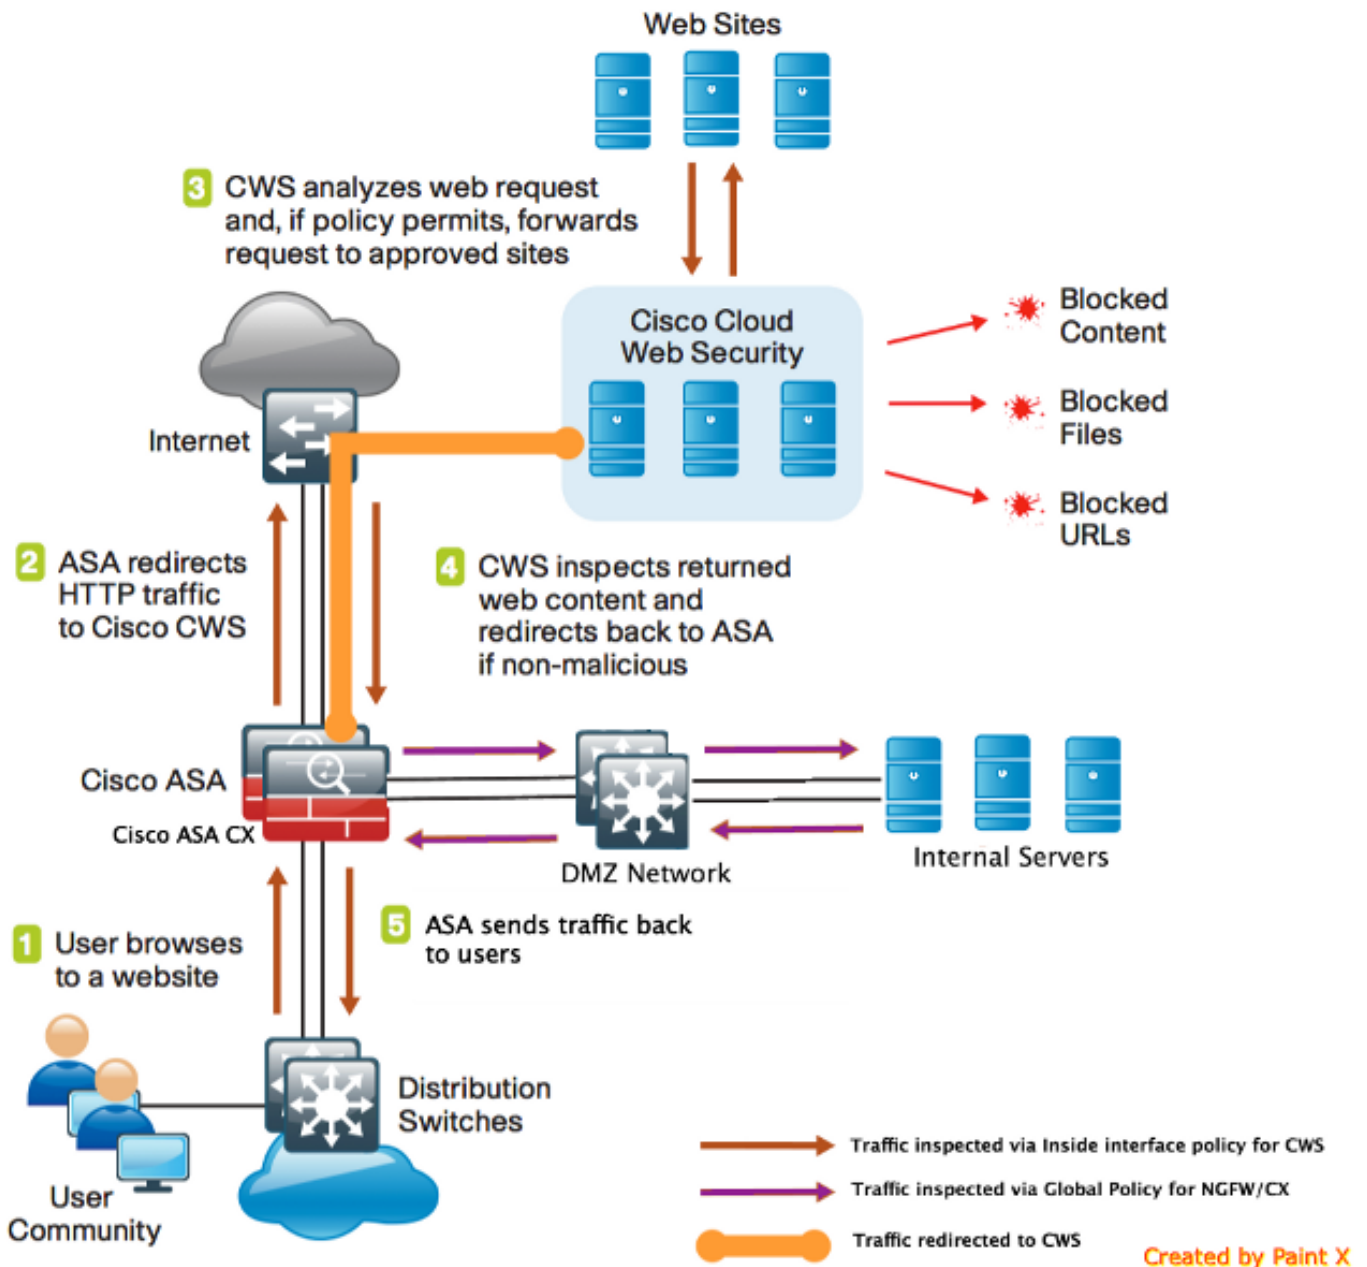 Web Sites
3 CWS analyzes web request
and, if policy permits, forwards
request to approved sites
Cisco Cloud
Web Security
Blocked
Content
Blocked
Files
Blocked
URLs
Internet
2 ASA redirects
HTTP traffic
to Cisco CWS
4 CWS inspects returned
web content and
redirects back to ASA
if non-malicious
Cisco ASA
Cisco ASA CX
DMZ Network
Internal Servers
1 User browses
to a website
5 ASA sends traffic back
to users
Distribution
Switches
User
Community
Traffic inspected via Inside interface policy for CWS
Traffic inspected via Global Policy for NGFW/CX
Traffic redirected to CWS
Created by Paint X